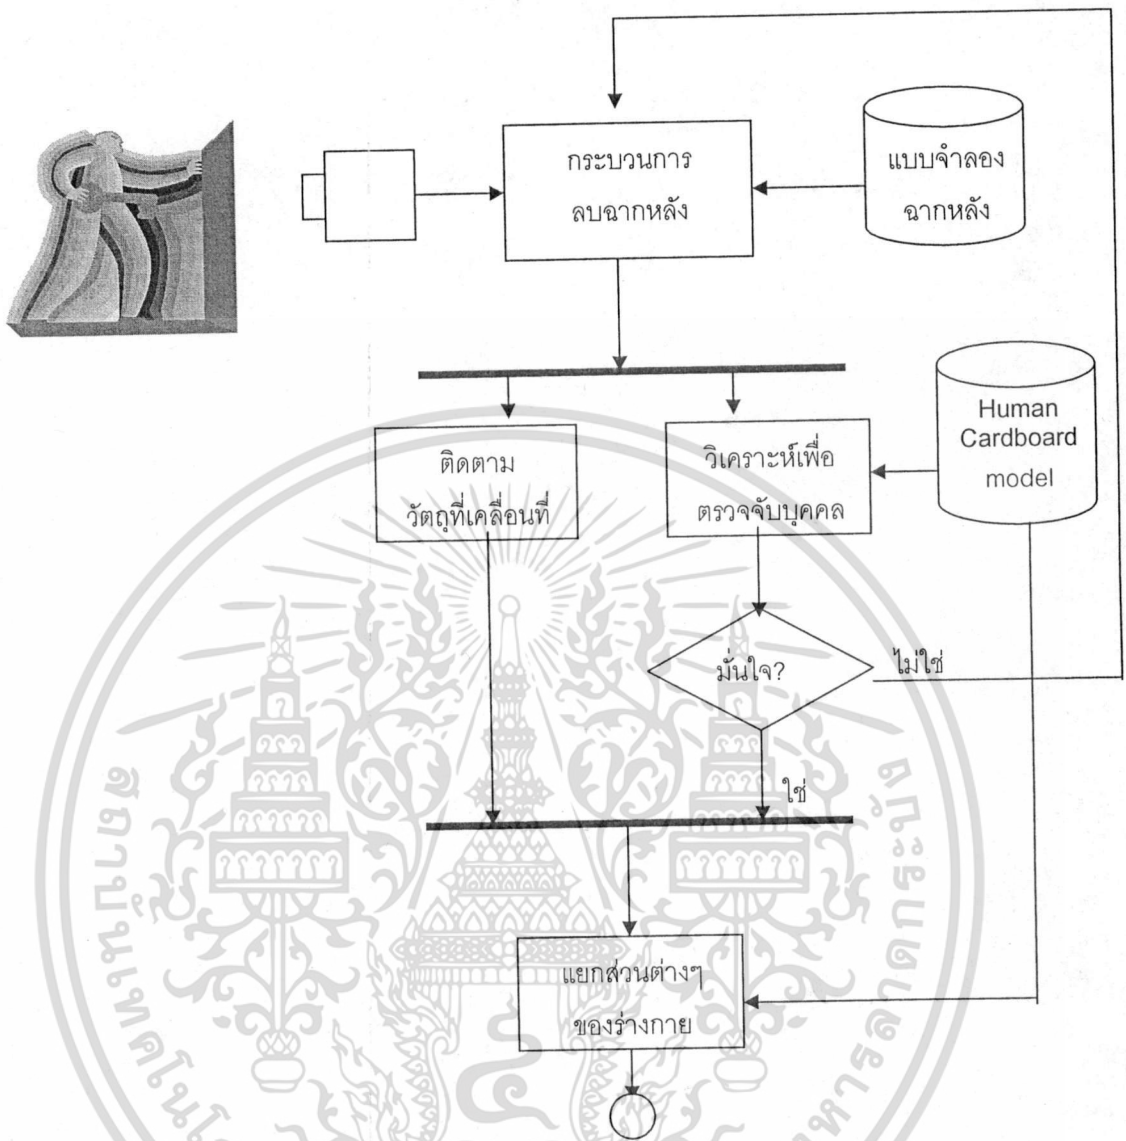 กระบวนการ
ลบฉากหลัง
แบบจำลอง
ฉากหลัง
Human
Cardboard
model
ติดตาม
วัตถุที่เคลื่อนที่
วิเคราะห์เพื่อ
ตรวจจับบุคคล
มั่นใจ?
ไม่ใช่
ใช่
แยกส่วนต่างๆ
ของร่างกาย